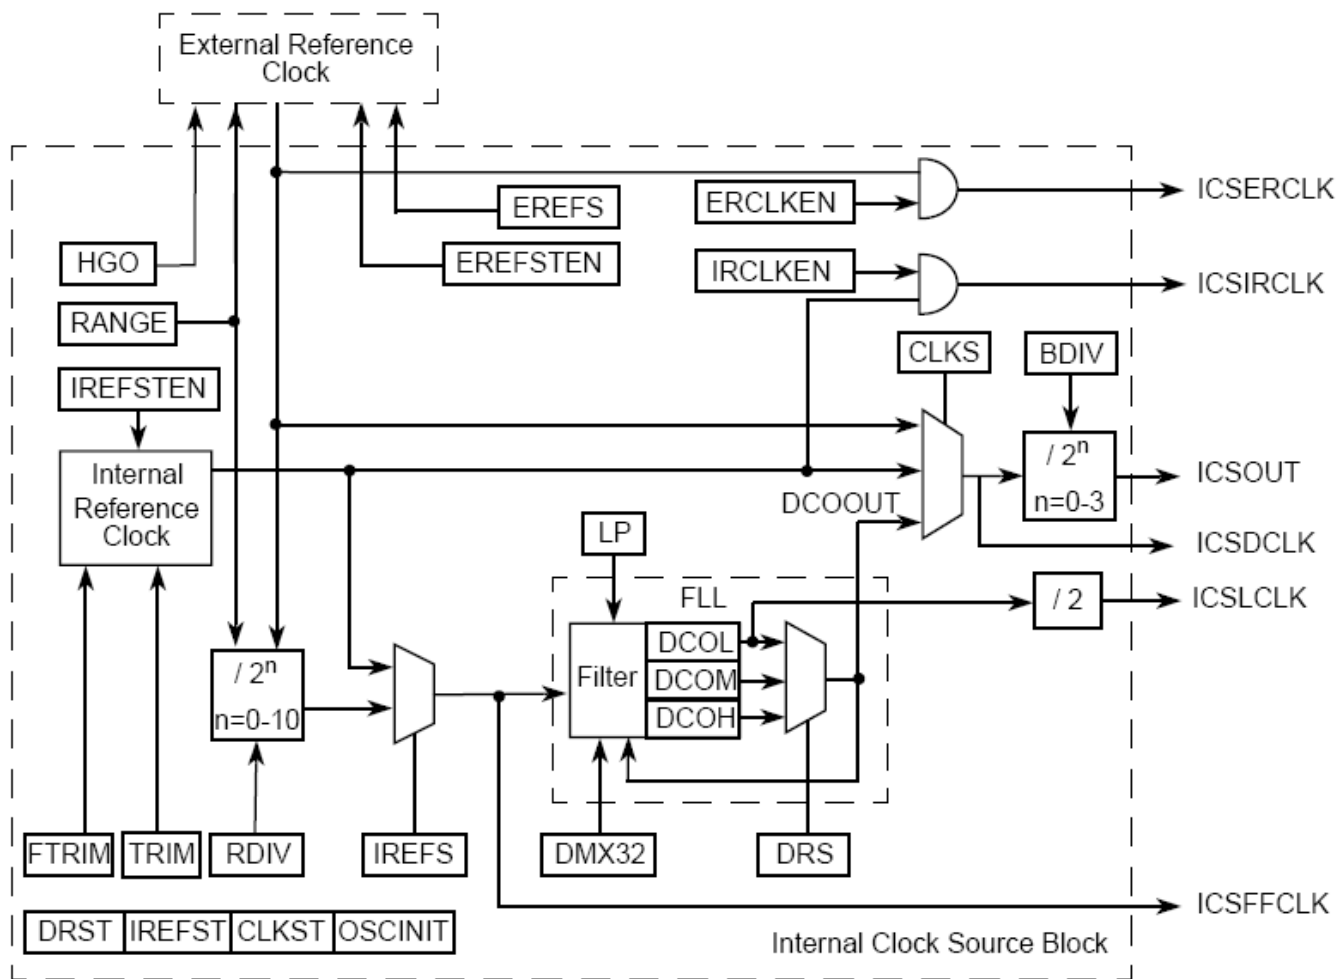 External Reference
Clock
ICSERCLK
ERCLKEN
EREFS
HGO
EREFSTEN
IRCLKEN
ICSIRCLK
RANGE
CLKS
BDIV
IREFSTEN
/ 2n
n=0-3
ICSOUT
Internal
Reference
Clock
DCOOUT
LP
ICSDCLK
FLL
/ 2
ICSLCLK
DCOL
Filter
DCOM
DCOH
/ 2n
n=0-10
FTRIM
TRIM
RDIV
IREFS
DMX32
DRS
ICSFFCLK
DRST
IREFST
CLKST
OSCINIT
Internal Clock Source Block